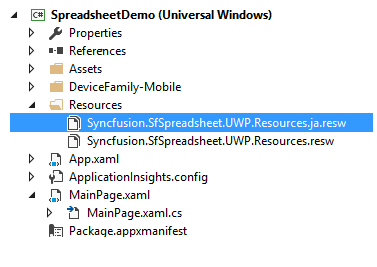 C# SpreadsheetDemo (Universal Windows)
Properties
References
Assets
DeviceFamily-Mobile
Resources
Syncfusion.SfSpreadsheet.UWP.Resources.ja.resw
Syncfusion.SfSpreadsheet.UWP.Resources.resw
App.xaml
ApplicationInsights.config
MainPage.xaml
MainPage.xaml.cs
Package.appxmanifest